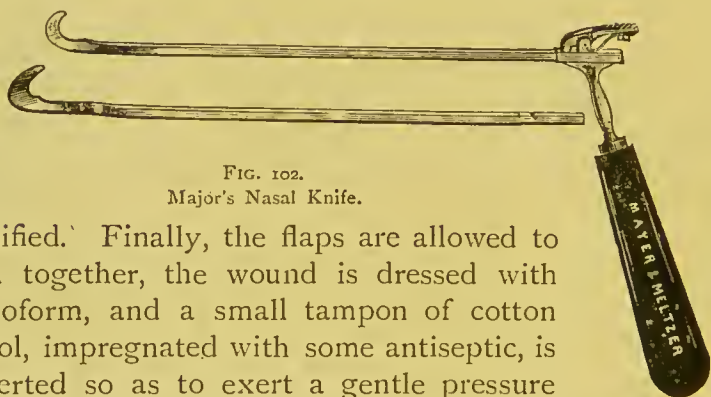 FIG. 102.
Major's Nasal Knife.
MAYER & MELTZER
ified.' Finally, the flaps are allowed to
together, the wound is dressed with
oform, and a small tampon of cotton
ol, impregnated with some antiseptic, is
erted so as to exert a gentle pressure